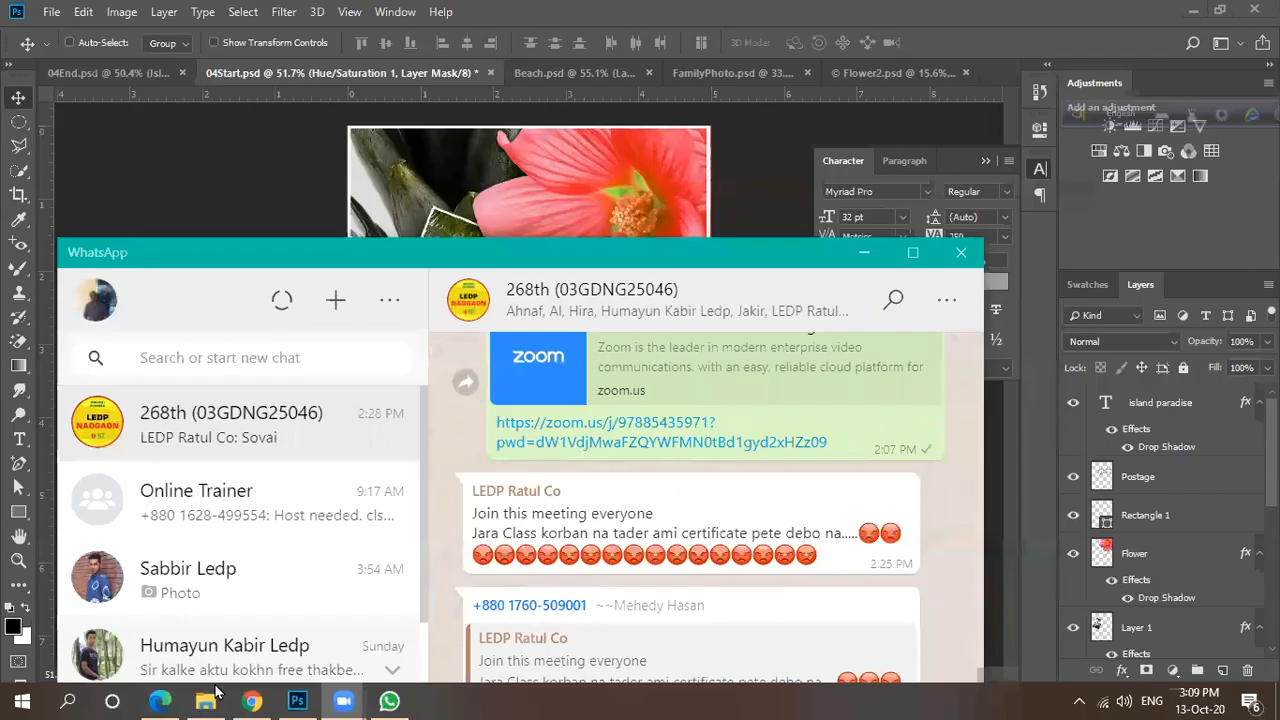 Ps File Edit Image Layer Type Select Filter 3D View Window Help
Auto-Select: Group Show Transform Controls 3D Mode:
04End.psd @ 50.4% (Isl... 04Start.psd @ 51.7% (Hue/Saturation 1, Layer Mask/8) * Beach.psd @ 55.1% (La... FamilyPhoto.psd @ 33.... © Flower2.psd @ 15.6%...
Adjustments
Add an adjustment
English
Character Paragraph
Myriad Pro Regular
32 pt (Auto)
Metrics
Swatches Layers
Kind
Normal Opacity: 100%
Lock: Fill: 100%
island paradise
Effects
Drop Shadow
Postage
Rectangle 1
Flower
Effects
Drop Shadow
Layer 1
Effects
WhatsApp
Search or start new chat
268th (03GDNG25046) 2:28 PM
LEDP Ratul Co: Sovai
Online Trainer 9:17 AM
+880 1628-499554: Host needed. cls...
Sabbir Ledp 3:54 AM
Photo
Humayun Kabir Ledp Sunday
Sir kalke aktu kokhn free thakbe...
LEDP
NAOGAON
268th (03GDNG25046)
Ahnaf, Al, Hira, Humayun Kabir Ledp, Jakir, LEDP Ratul...
zoom
Zoom is the leader in modern enterprise video
communications, with an easy, reliable cloud platform for
zoom.us
https://zoom.us/j/97885435971?
pwd=dW1VdjMwaFZQYWFMN0tBd1gyd2xHZz09
2:07 PM
LEDP Ratul Co
Join this meeting everyone
Jara Class korban na tader ami certificate pete debo na.....😡😡
😡😡😡😡😡😡😡😡😡😡😡😡😡😡😡😡
2:25 PM
+880 1760-509001 ~~Mehedy Hasan
LEDP Ratul Co
Join this meeting everyone
ENG 3:09 PM
13-Oct-20
6